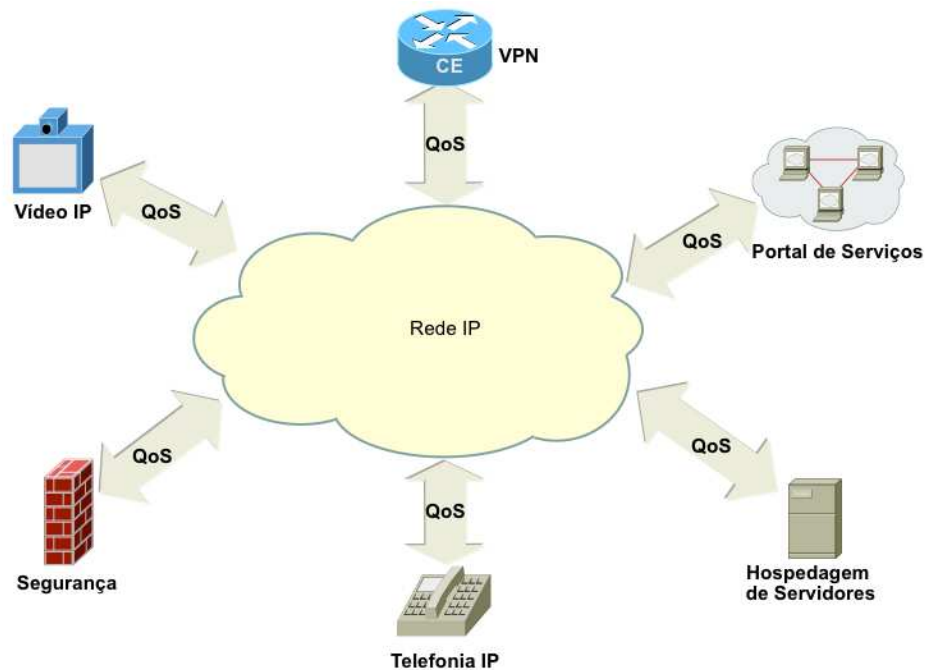 VPN
CE
QoS
Vídeo IP
QoS
QoS
Portal de Serviços
Rede IP
QoS
Segurança
QoS
Telefonia IP
QoS
Hospedagem
de Servidores